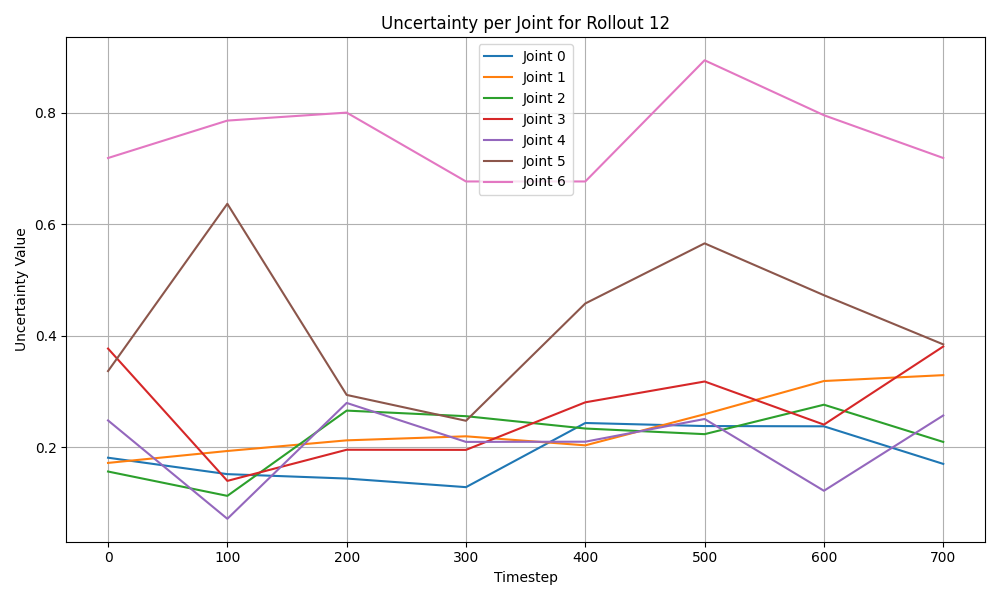 Uncertainty per Joint for Rollout 12
Joint 0
Joint 1
Joint 2
Joint 3
Joint 4
Joint 5
Joint 6
Uncertainty Value
0.8
0.6
0.4
0.2
0 100 200 300 400 500 600 700
Timestep